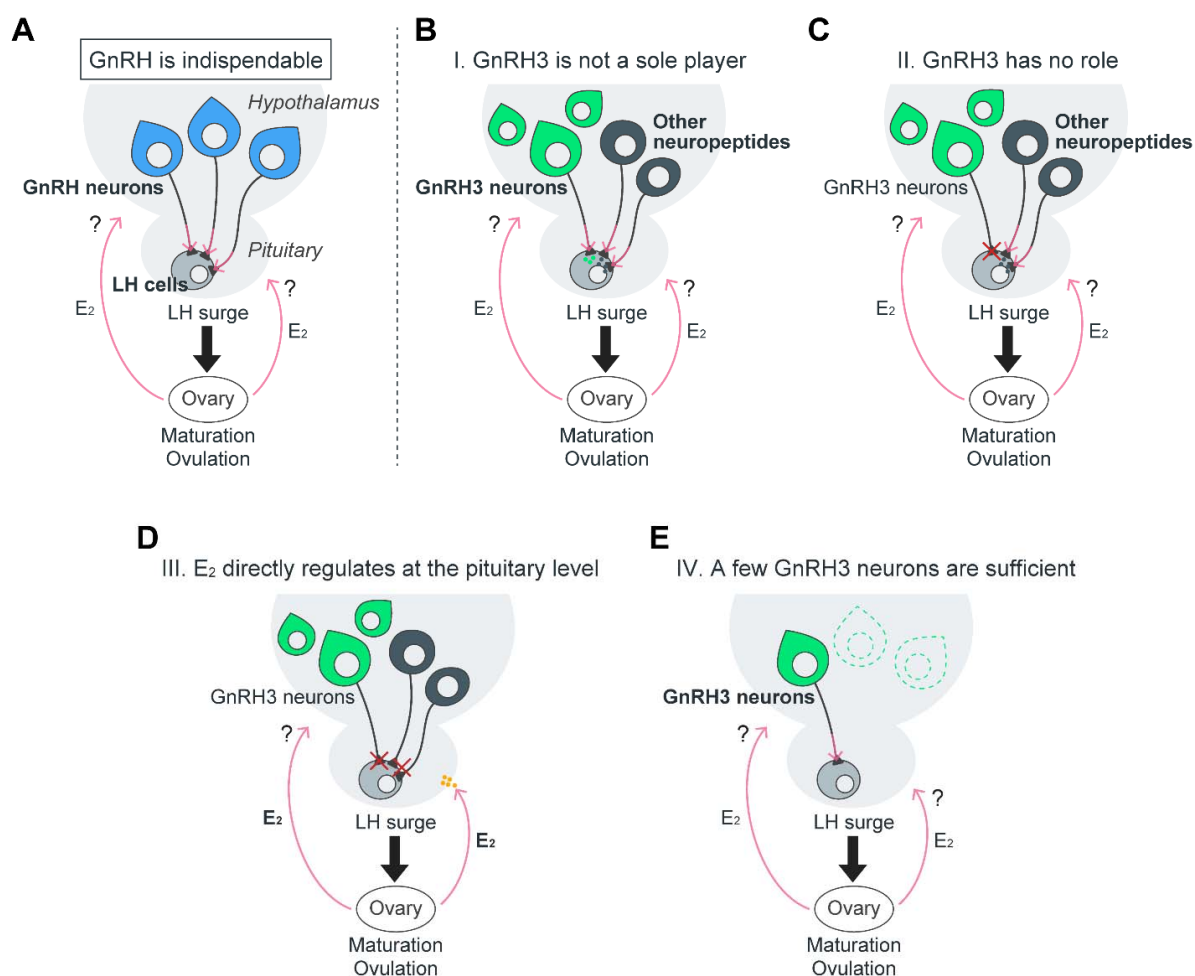 A
GnRH is indispendable
Hypothalamus
GnRH neurons
?
Pituitary
LH cells
?
E₂
LH surge
E₂
Ovary
Maturation
Ovulation
B
I. GnRH3 is not a sole player
Other
neuropeptides
GnRH3 neurons
?
?
E₂
LH surge
E₂
Ovary
Maturation
Ovulation
C
II. GnRH3 has no role
Other
neuropeptides
GnRH3 neurons
?
?
E₂
LH surge
E₂
Ovary
Maturation
Ovulation
D
III. E₂ directly regulates at the pituitary level
GnRH3 neurons
?
E₂
LH surge
E₂
Ovary
Maturation
Ovulation
E
IV. A few GnRH3 neurons are sufficient
GnRH3 neurons
?
?
E₂
LH surge
E₂
Ovary
Maturation
Ovulation